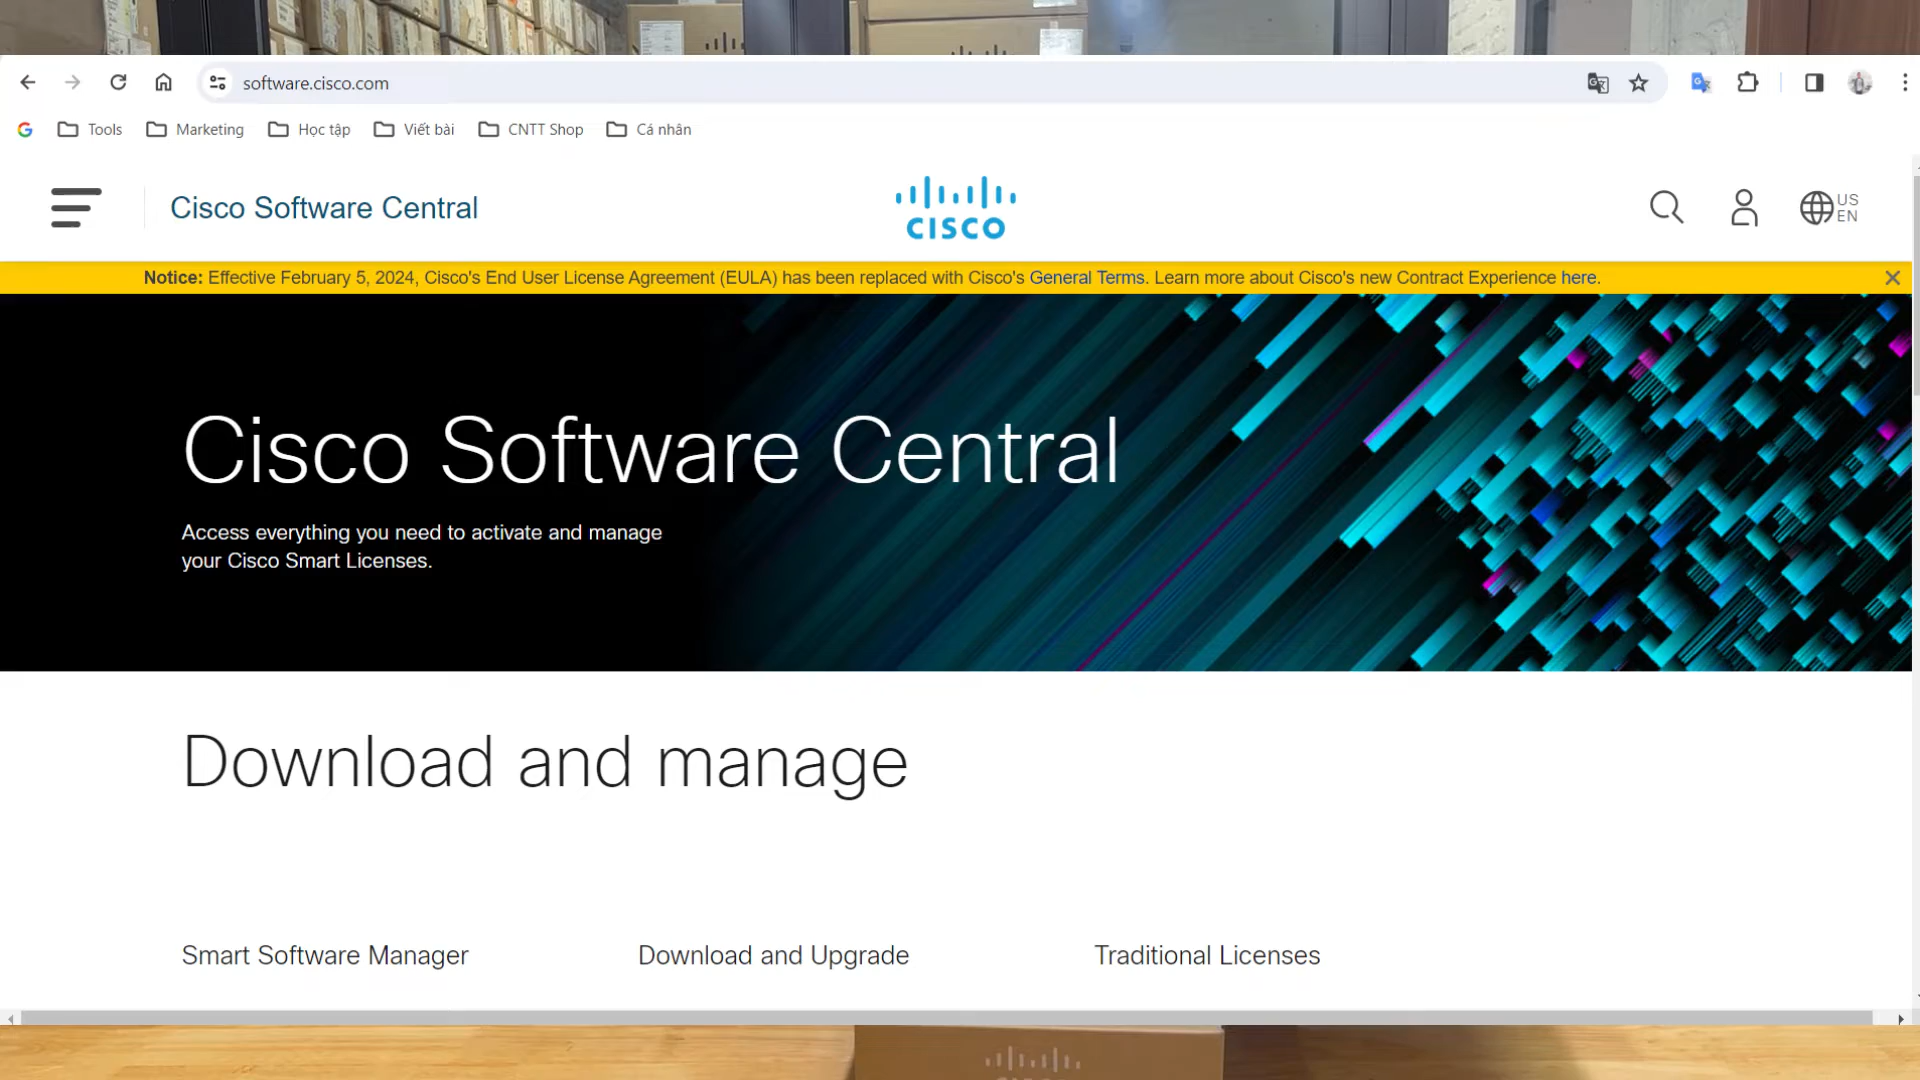 software.cisco.com
Tools
Marketing
Học tập
Viết bài
CNTT Shop
Cá nhân
Cisco Software Central
CISCO
US
EN
Notice: Effective February 5, 2024, Cisco's End User License Agreement (EULA) has been replaced with Cisco's General Terms. Learn more about Cisco's new Contract Experience here.
Cisco Software Central
Access everything you need to activate and manage
your Cisco Smart Licenses.
Download and manage
Smart Software Manager
Download and Upgrade
Traditional Licenses